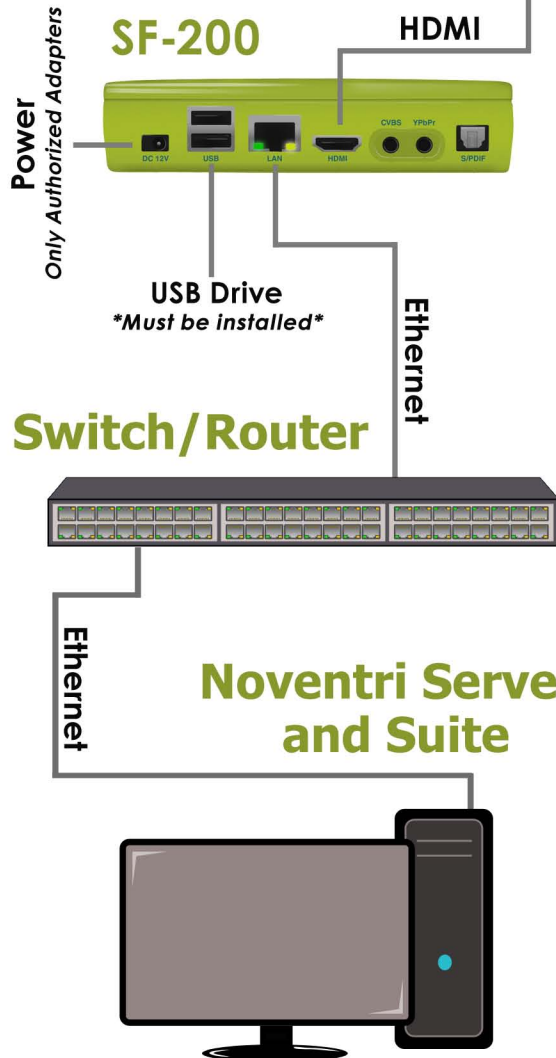 SF-200
HDMI
Power
Only Authorized Adapters
CVBS YPbPr
DC 12V USB LAN HDMI S/PDIF
USB Drive
*Must be installed*
Ethernet
Switch/Router
Ethernet
Noventri Serve
and Suite